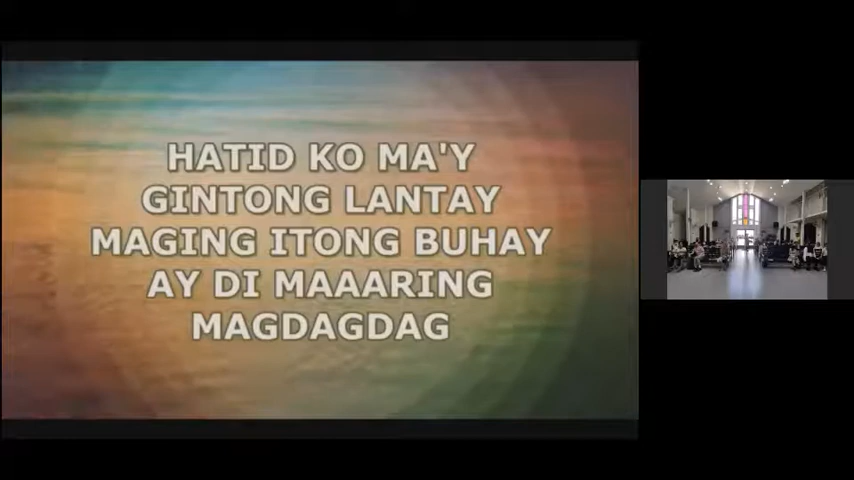 HATID KO MA'Y
GINTONG LANTAY
MAGING ITONG BUHAY
AY DI MAAARING
MAGDAGDAG